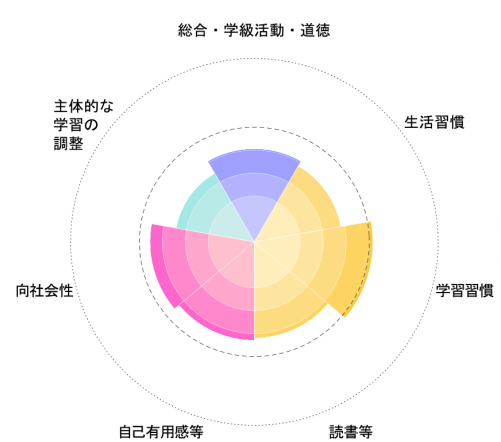 総合・学級活動・道徳
主体的な
学習の
調整
生活習慣
向社会性
学習習慣
自己有用感等
読書等